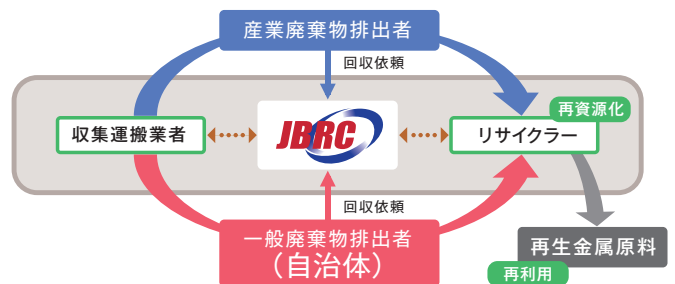 産業廃棄物排出者
回収依頼
再資源化
収集運搬業者
JBRC
リサイクラー
回収依頼
一般廃棄物排出者
（自治体）
再生金属原料
再利用